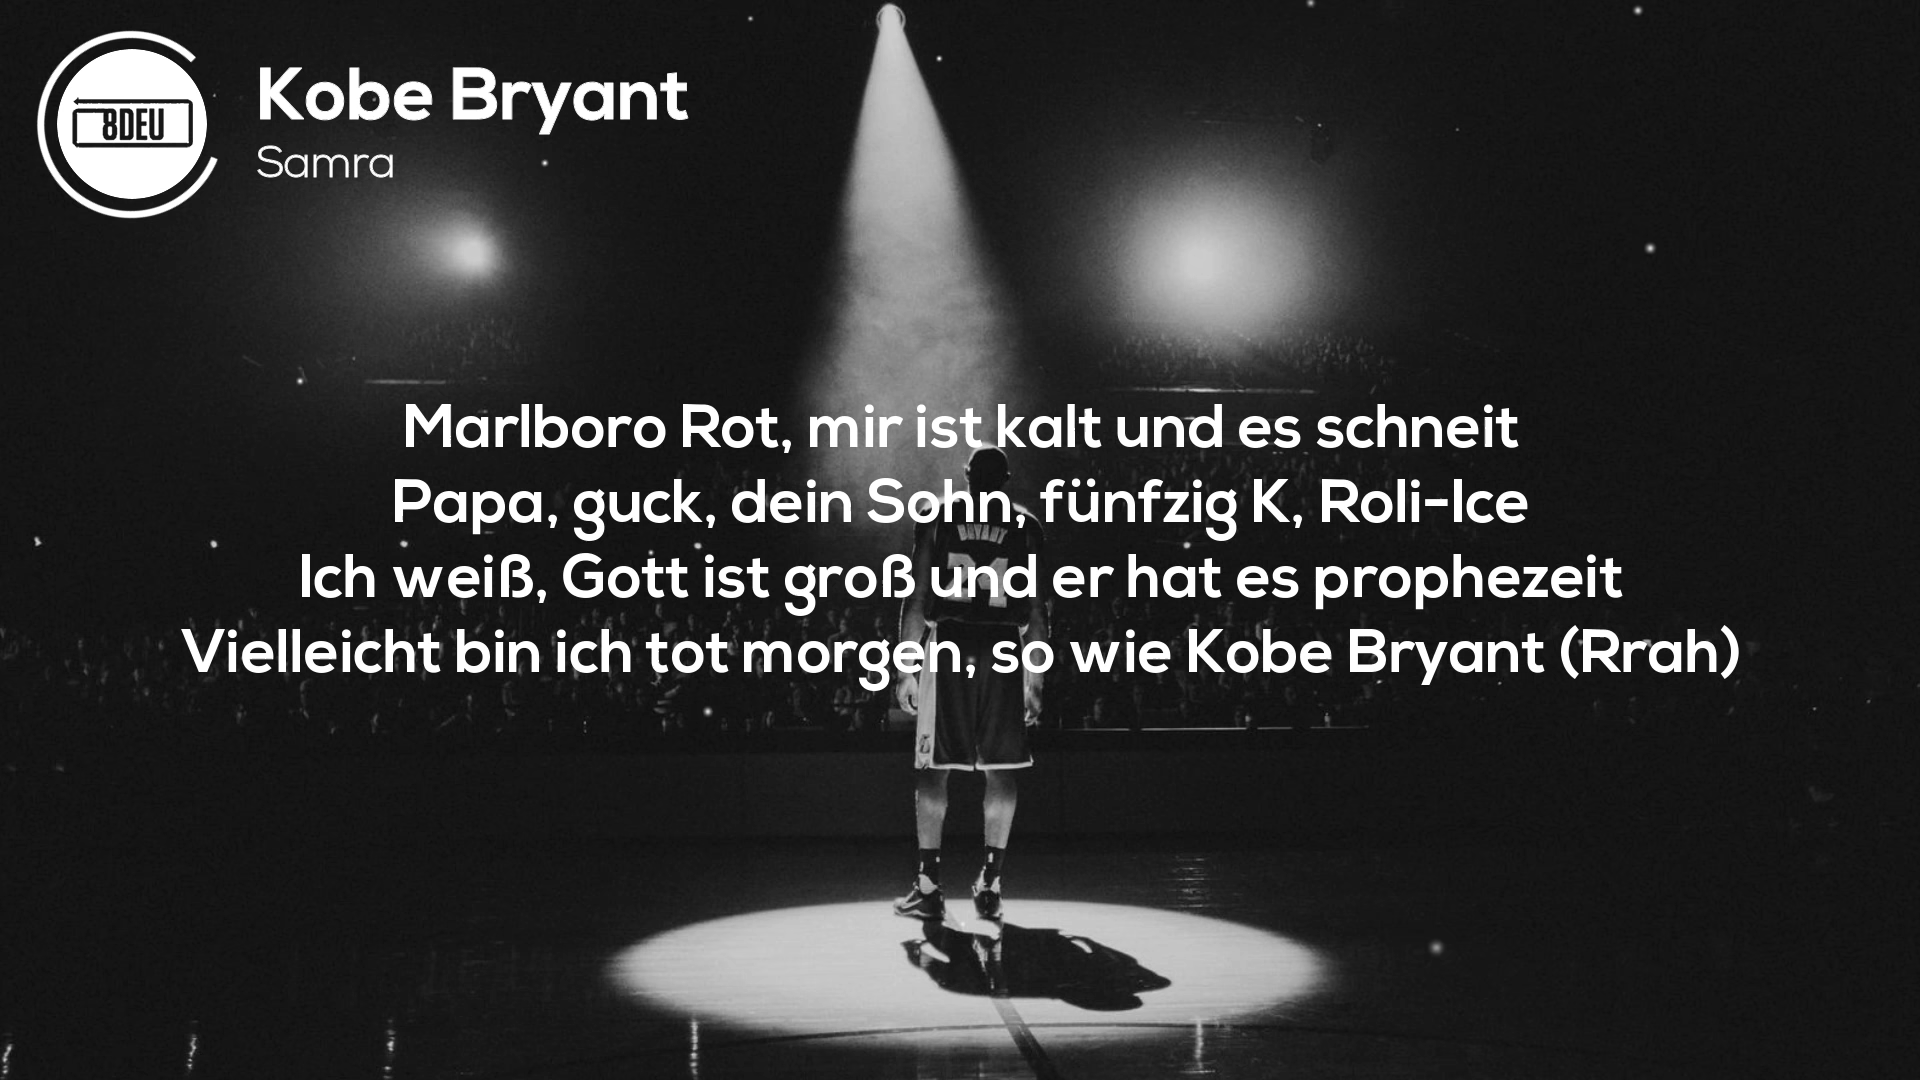 8DEU
Kobe Bryant
Samra
Marlboro Rot, mir ist kalt und es schneit
Papa, guck, dein Sohn, fünfzig K, Roli-Ice
Ich weiß, Gott ist groß und er hat es prophezeit
Vielleicht bin ich tot morgen, so wie Kobe Bryant (Rrah)
BRYANT
24